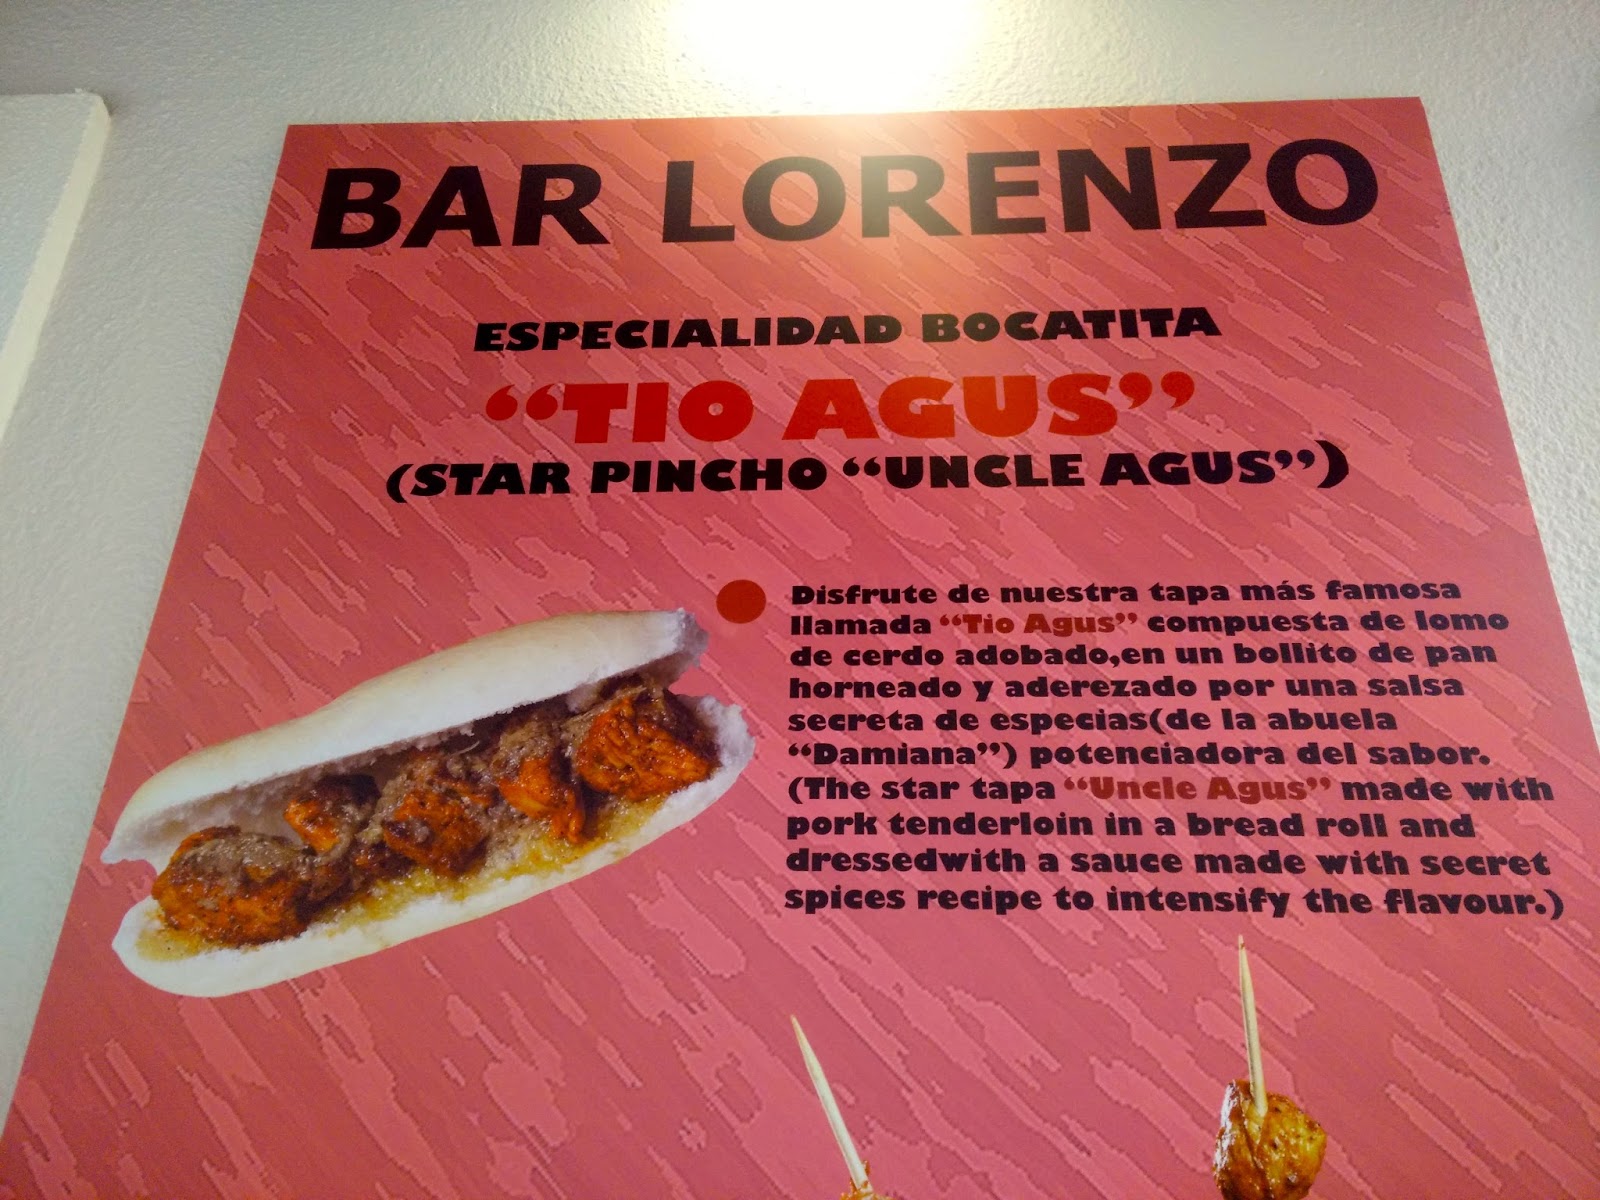 BAR LORENZO
ESPECIALIDAD BOCATITA
“TIO AGUS”
(STAR PINCHO “UNCLE AGUS”)
Disfrute de nuestra tapa más famosa
llamada “Tio Agus” compuesta de lomo
de cerdo adobado,en un bollito de pan
horneado y aderezado por una salsa
secreta de especias(de la abuela
“Damiana”) potenciadora del sabor.
(The star tapa “Uncle Agus” made with
pork tenderloin in a bread roll and
dressedwith a sauce made with secret
spices recipe to intensify the flavour.)